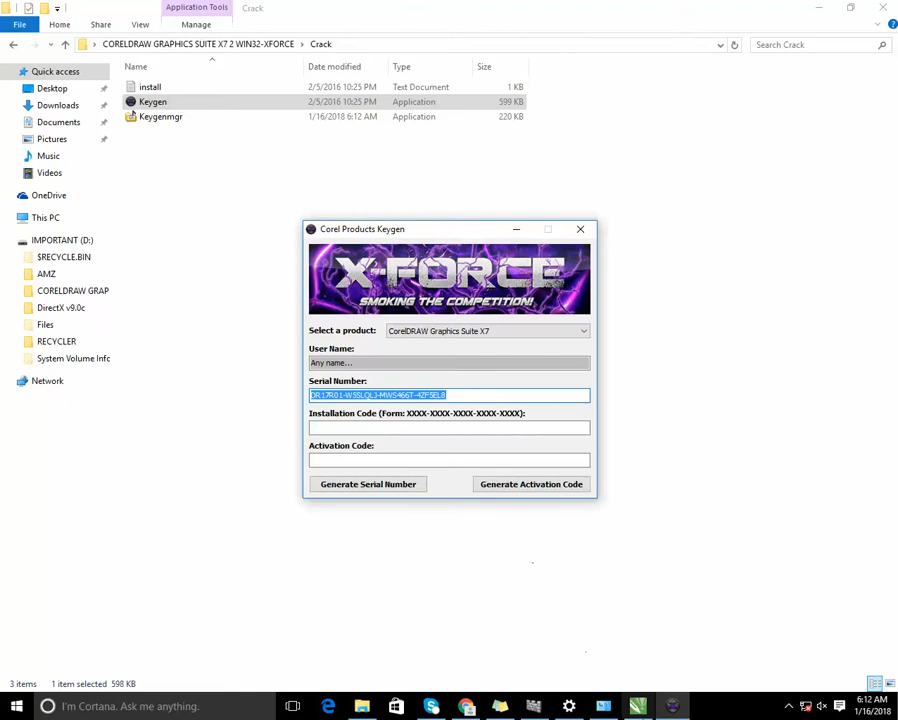 Application Tools
Crack
File
Home
Share
View
Manage
CORELDRAW GRAPHICS SUITE X7 2 WIN32-XFORCE
Crack
Search Crack
Name
Date modified
Type
Size
Quick access
Desktop
Downloads
Documents
Pictures
Music
Videos
OneDrive
This PC
IMPORTANT (D:)
$RECYCLE.BIN
AMZ
CORELDRAW GRAP
DirectX v9.0c
Files
RECYCLER
System Volume Info
Network
install
2/5/2016 10:25 PM
Text Document
1 KB
Keygen
2/5/2016 10:25 PM
Application
599 KB
Keygenmgr
1/16/2018 6:12 AM
Application
220 KB
Corel Products Keygen
X-FORCE
SMOKING THE COMPETITION!
Select a product:
CorelDRAW Graphics Suite X7
User Name:
Any name...
Serial Number:
Installation Code (Form: XXXX-XXXX-XXXX-XXXX-XXXX):
Activation Code:
Generate Serial Number
Generate Activation Code
3 items
1 item selected 598 KB
I'm Cortana. Ask me anything.
6:12 AM
1/16/2018